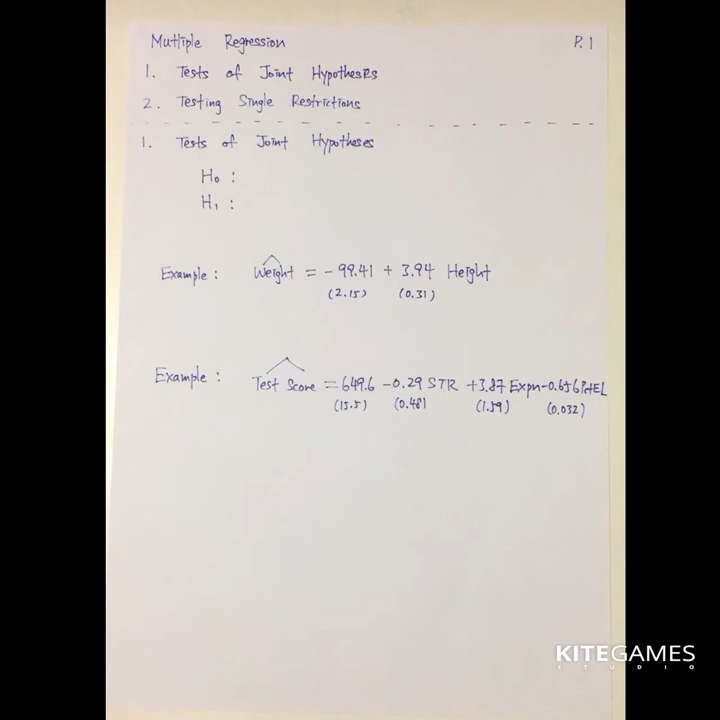 Mutliple Regression P. 1
1. Tests of Joint Hypotheses
2. Testing Single Restrictions
1. Tests of Joint Hypotheses
H₀ :
H₁ :
Example : Weight = - 99.41 + 3.94 Height
(2.15) (0.31)
Example : Test Score = 649.6 - 0.29 STR + 3.87 Expn - 0.656 PctEL
(15.5) (0.48) (1.59) (0.032)
KITEGAMES
STUDIO